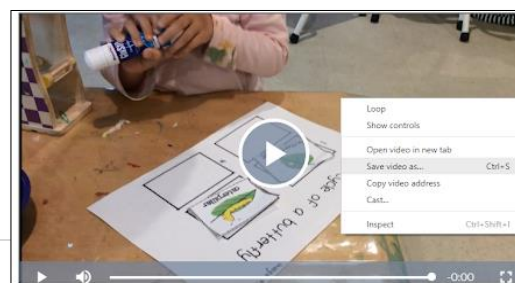 Loop
Show controls
Open video in new tab
Save video as... Ctrl+S
Copy video address
Cast...
Inspect Ctrl+Shift+I
caterpillar
of a butterfly
-0:00